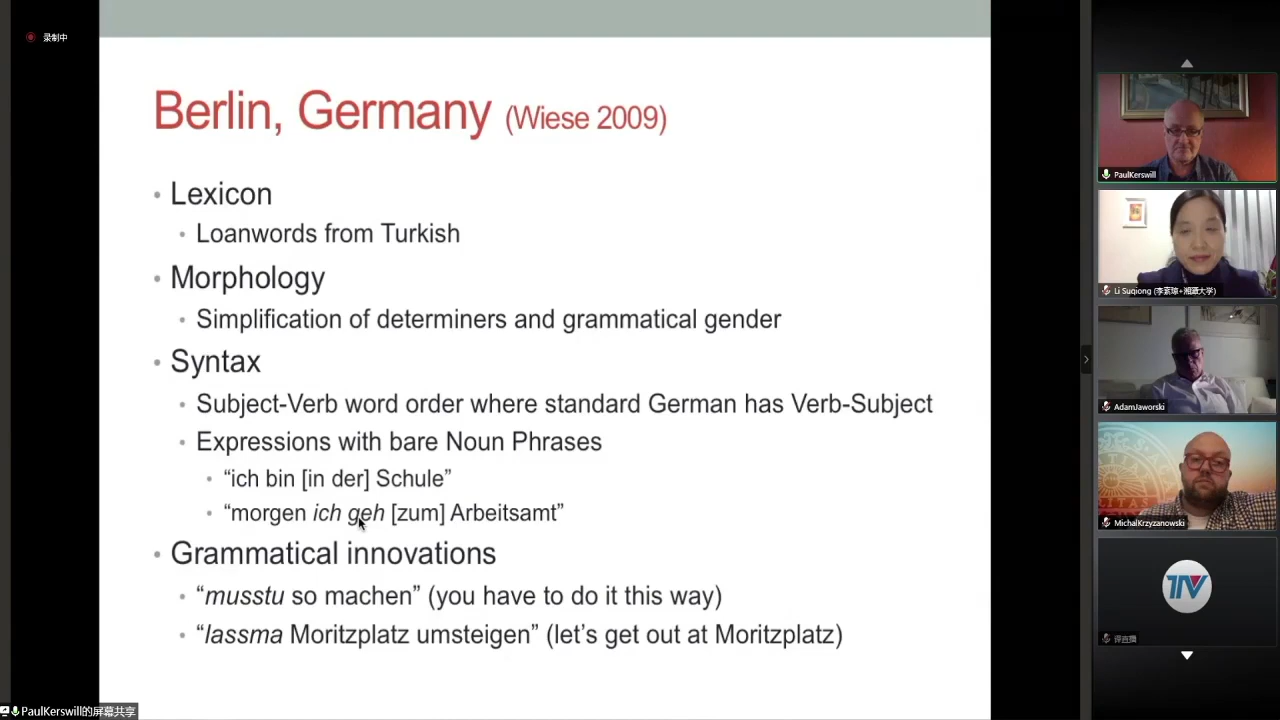 录制中
Berlin, Germany (Wiese 2009)
• Lexicon
• Loanwords from Turkish
• Morphology
• Simplification of determiners and grammatical gender
• Syntax
• Subject-Verb word order where standard German has Verb-Subject
• Expressions with bare Noun Phrases
• “ich bin [in der] Schule”
• “morgen ich geh [zum] Arbeitsamt”
• Grammatical innovations
• “musstu so machen” (you have to do it this way)
• “lassma Moritzplatz umsteigen” (let’s get out at Moritzplatz)
PaulKerswill的屏幕共享
PaulKerswill
Li Suqiong (李素琼+湘潭大学)
AdamJaworski
MichalKrzyzanowski